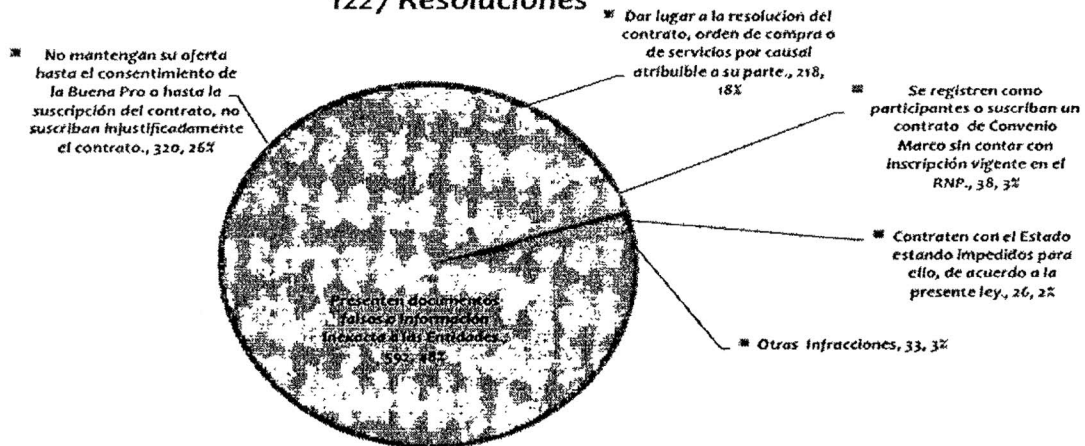 1227 Resoluciones
No mantengan su oferta
hasta el consentimiento de
la Buena Pro o hasta la
suscripción del contrato, no
suscriban injustificadamente
el contrato., 320, 26%
Dar lugar a la resolucion del
contrato, orden de compra o
de servicios por causal
atribuible a su parte., 218,
18%
Se registren como
participantes o suscriban un
contrato de Convenio
Marco sin contar con
inscripción vigente en el
RNP., 38, 3%
Contraten con el Estado
estando impedidos para
ello, de acuerdo a la
presente ley., 26, 2%
Otras Infracciones, 33, 3%
Presenten documentos
falsos o información
inexacta a las Entidades.,
592, 48%